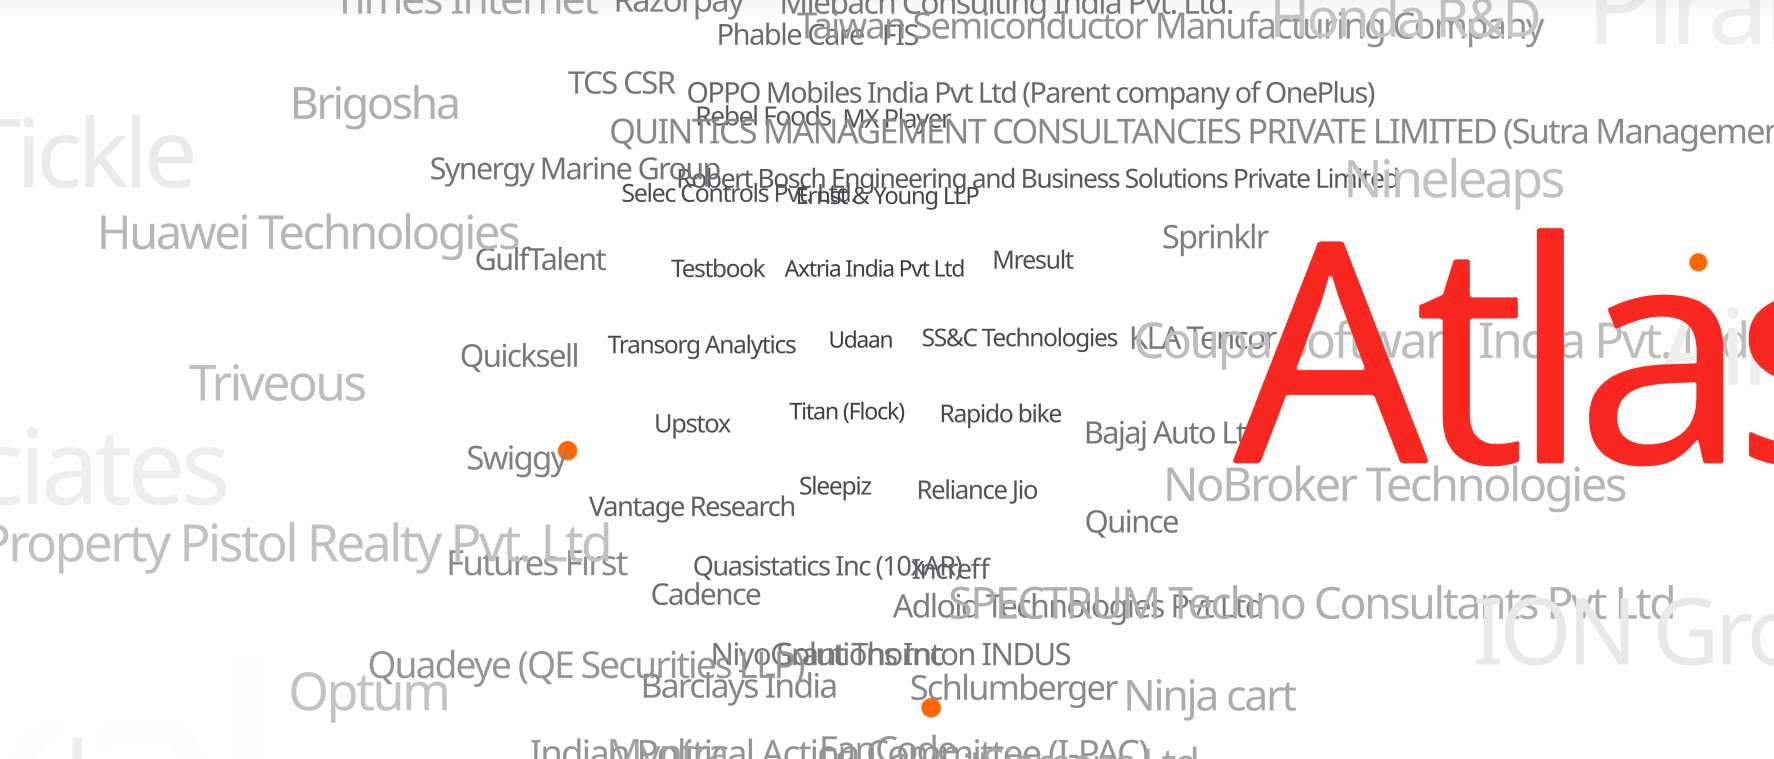 Times Internet
Razorpay
Miebach Consulting India Pvt. Ltd.
Honda R&D
Taiwan Semiconductor Manufacturing Company
Phable Care
FIS
TCS CSR
OPPO Mobiles India Pvt Ltd (Parent company of OnePlus)
Brigosha
Rebel Foods
MX Player
QUINTICS MANAGEMENT CONSULTANCIES PRIVATE LIMITED (Sutra Managemen
Tickle
Synergy Marine Group
Robert Bosch Engineering and Business Solutions Private Limited
Nineleaps
Selec Controls Pvt. Ltd.
Ernst & Young LLP
Huawei Technologies
Sprinklr
GulfTalent
Testbook
Axtria India Pvt Ltd
Mresult
Atlas
Quicksell
Transorg Analytics
Udaan
SS&C Technologies
KLA Tencor
Coupa Software India Pvt. Ltd
Triveous
Upstox
Titan (Flock)
Rapido bike
Bajaj Auto Lt
ciates
Swiggy
Sleepiz
Reliance Jio
NoBroker Technologies
Vantage Research
Quince
Property Pistol Realty Pvt. Ltd
Futures First
Quasistatics Inc (10xAR)
Increff
Cadence
Adloid Technologies Pvt Ltd
SPECTRUM Techno Consultants Pvt Ltd
ION Gro
Niyo Solutions Inc
Grant Thornton INDUS
Quadeye (QE Securities LLP)
Barclays India
Schlumberger
Optum
Ninja cart
Indian Political Action Committee (I-PAC)
Myntra
FanCode
Ltd